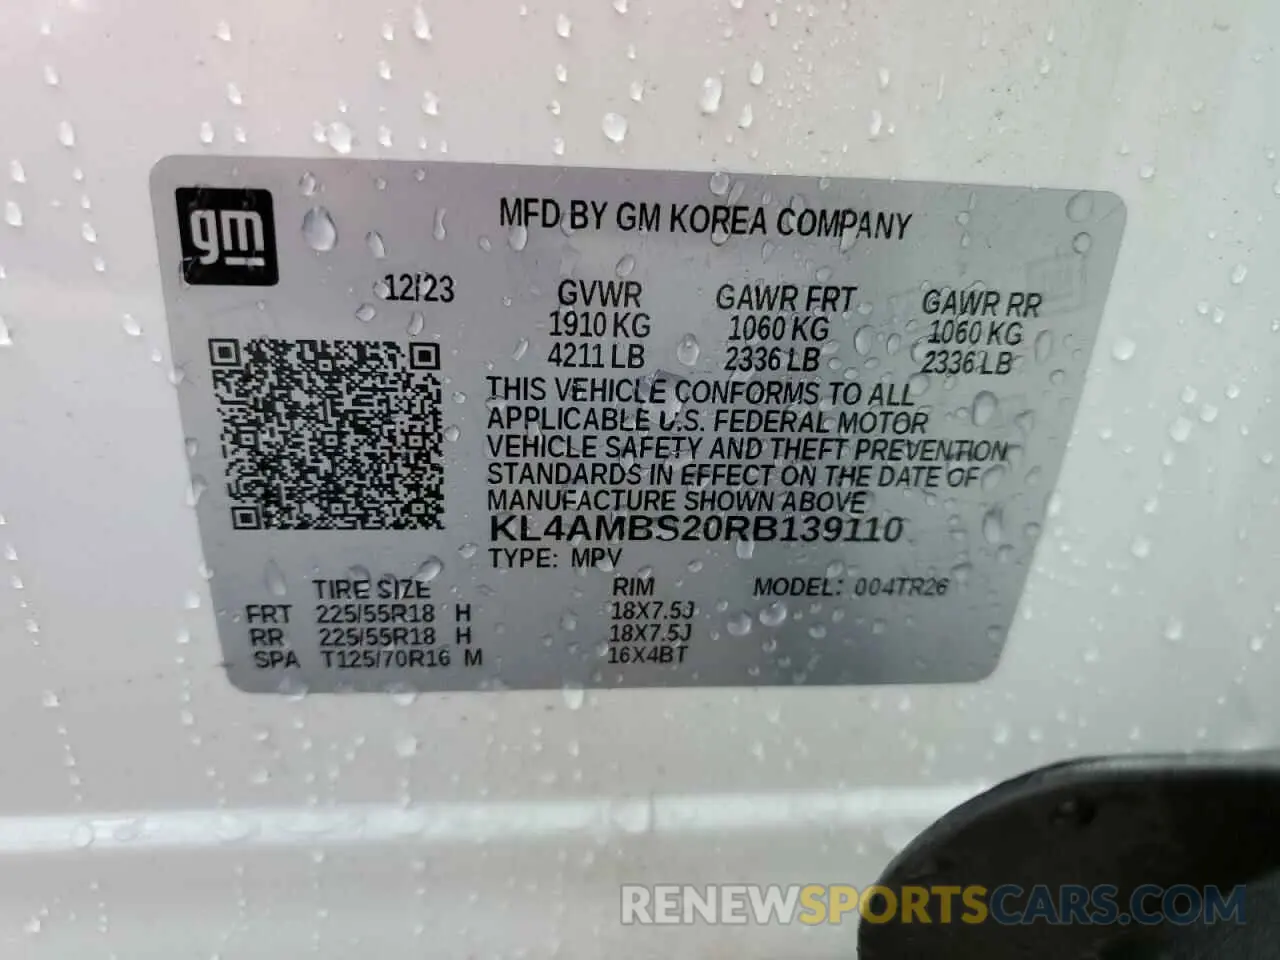 gm
MFD BY GM KOREA COMPANY
12/23 GVWR GAWR FRT GAWR RR
1910 KG 1060 KG 1060 KG
4211 LB 2336 LB 2336 LB
THIS VEHICLE CONFORMS TO ALL
APPLICABLE U.S. FEDERAL MOTOR
VEHICLE SAFETY AND THEFT PREVENTION
STANDARDS IN EFFECT ON THE DATE OF
MANUFACTURE SHOWN ABOVE
KL4AMBS20RB139110
TYPE: MPV
TIRE SIZE RIM MODEL: 004TR26
FRT 225/55R18 H 18X7.5J
RR 225/55R18 H 18X7.5J
SPA T125/70R16 M 16X4BT
RENEWSPORTSCARS.COM